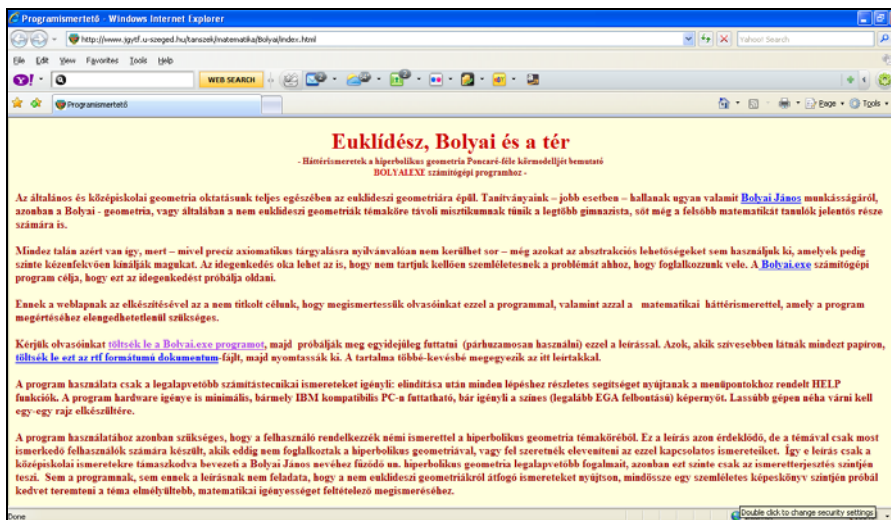 Programismertető - Windows Internet Explorer
http://www.jgytf.u-szeged.hu/tanszek/matematika/Bolyai/index.html
Yahoo! Search
File Edit View Favorites Tools Help
Y! WEB SEARCH
Programismertető Page Tools
Euklídész, Bolyai és a tér
- Háttérismeretek a hiperbolikus geometria Poncaré-féle körmodelljét bemutató
BOLYAI.EXE számítógépi programhoz -
Az általános és középiskolai geometria oktatásunk teljes egészében az euklideszi geometriára épül. Tanítványaink – jobb esetben – hallanak ugyan valamit Bolyai János munkásságáról,
azonban a Bolyai - geometria, vagy általában a nem euklideszi geometriák témaköre távoli misztikumnak tűnik a legtöbb gimnazista, sőt még a felsőbb matematikát tanulók jelentős része
számára is.
Mindez talán azért van így, mert – mivel precíz axiomatikus tárgyalásra nyilvánvalóan nem kerülhet sor – még azokat az absztrakciós lehetőségeket sem használjuk ki, amelyek pedig
szinte kézenfekvően kínálják magukat. Az idegenkedés oka lehet az is, hogy nem tartjuk kellően szemléletesnek a problémát ahhoz, hogy foglalkozzunk vele. A Bolyai.exe számítógépi
program célja, hogy ezt az idegenkedést próbálja oldani.
Ennek a weblapnak az elkészítésével az a nem titkolt célunk, hogy megismertessük olvasóinkat ezzel a programmal, valamint azzal a matematikai háttérismerettel, amely a program
megértéséhez elengedhetetlenül szükséges.
Kérjük olvasóinkat töltsék le a Bolyai.exe programot, majd próbálják meg egyidejűleg futtatni (párhuzamosan használni) ezzel a leírással. Azok, akik szívesebben látnák mindezt papíron,
töltsék le ezt az rtf formátumú dokumentum-fájlt, majd nyomtassák ki. A tartalma többé-kevésbé megegyezik az itt leírtakkal.
A program használata csak a legalapvetőbb számítástecnikai ismereteket igényli: elindítása után minden lépéshez részletes segítséget nyújtanak a menüpontokhoz rendelt HELP
funkciók. A program hardware igénye is minimális, bármely IBM kompatibilis PC-n futtatható, bár igényli a színes (legalább EGA felbontású) képernyőt. Lassúbb gépen néha várni kell
egy-egy rajz elkészültére.
A program használatához azonban szükséges, hogy a felhasználó rendelkezzék némi ismerettel a hiperbolikus geometria témaköréből. Ez a leírás azon érdeklődő, de a témával csak most
ismerkedő felhasználók számára készült, akik eddig nem foglalkoztak a hiperbolikus geometriával, vagy fel szeretnék eleveníteni az ezzel kapcsolatos ismereteiket. Így e leírás csak a
középiskolai ismeretekre támaszkodva bevezeti a Bolyai János nevéhez fűződő un. hiperbolikus geometria legalapvetőbb fogalmait, azonban ezt szinte csak az ismeretterjesztés szintjén
teszi. Sem a programnak, sem ennek a leírásnak nem feladata, hogy a nem euklideszi geometriákról átfogó ismereteket nyújtson, mindössze egy szemléletes képeskönyv szintjén próbál
kedvet teremteni a téma elmélyültebb, matematikai igényességet feltételező megismeréséhez.
Done Double click to change security settings